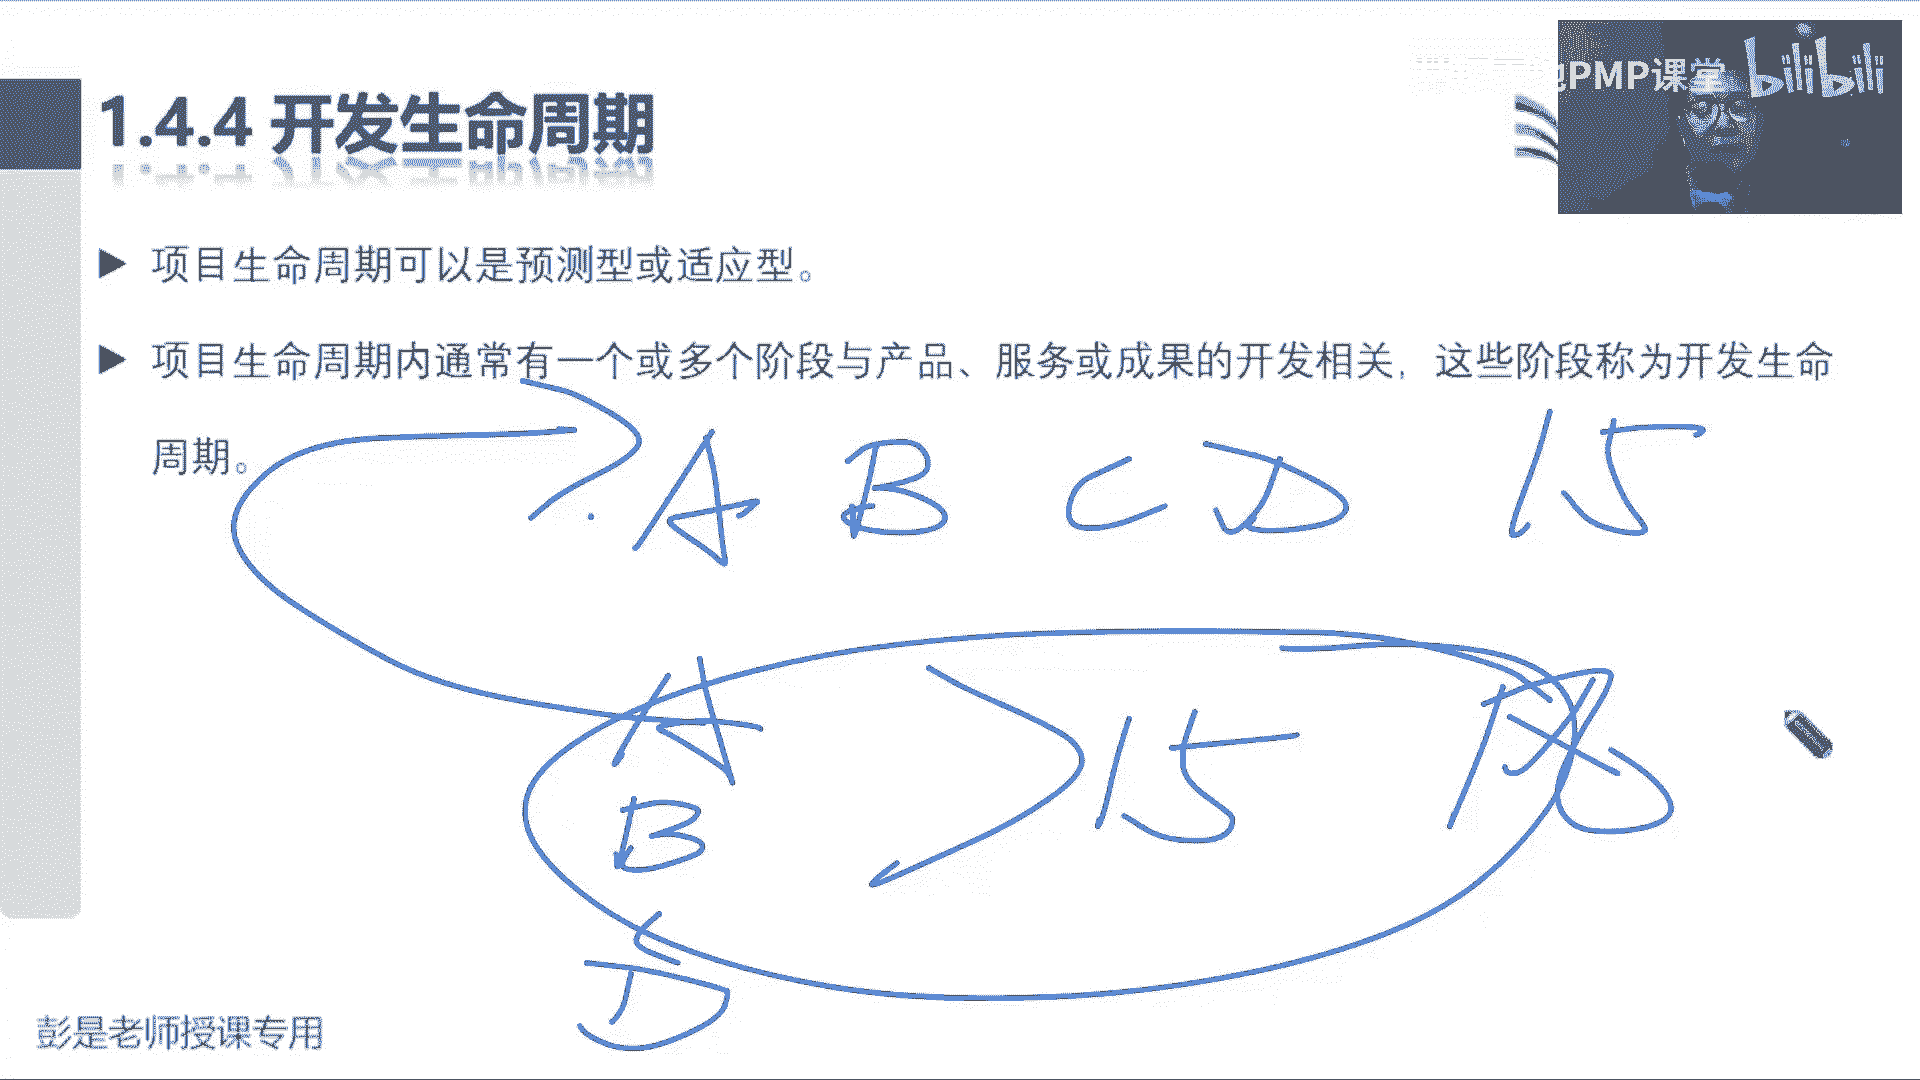 PMP课堂 bilibili
1.4.4 开发生命周期
▶ 项目生命周期可以是预测型或适应型。
▶ 项目生命周期内通常有一个或多个阶段与产品、服务或成果的开发相关，这些阶段称为开发生命
周期。
A B C D 15
A
B 15
C
D
彭是老师授课专用